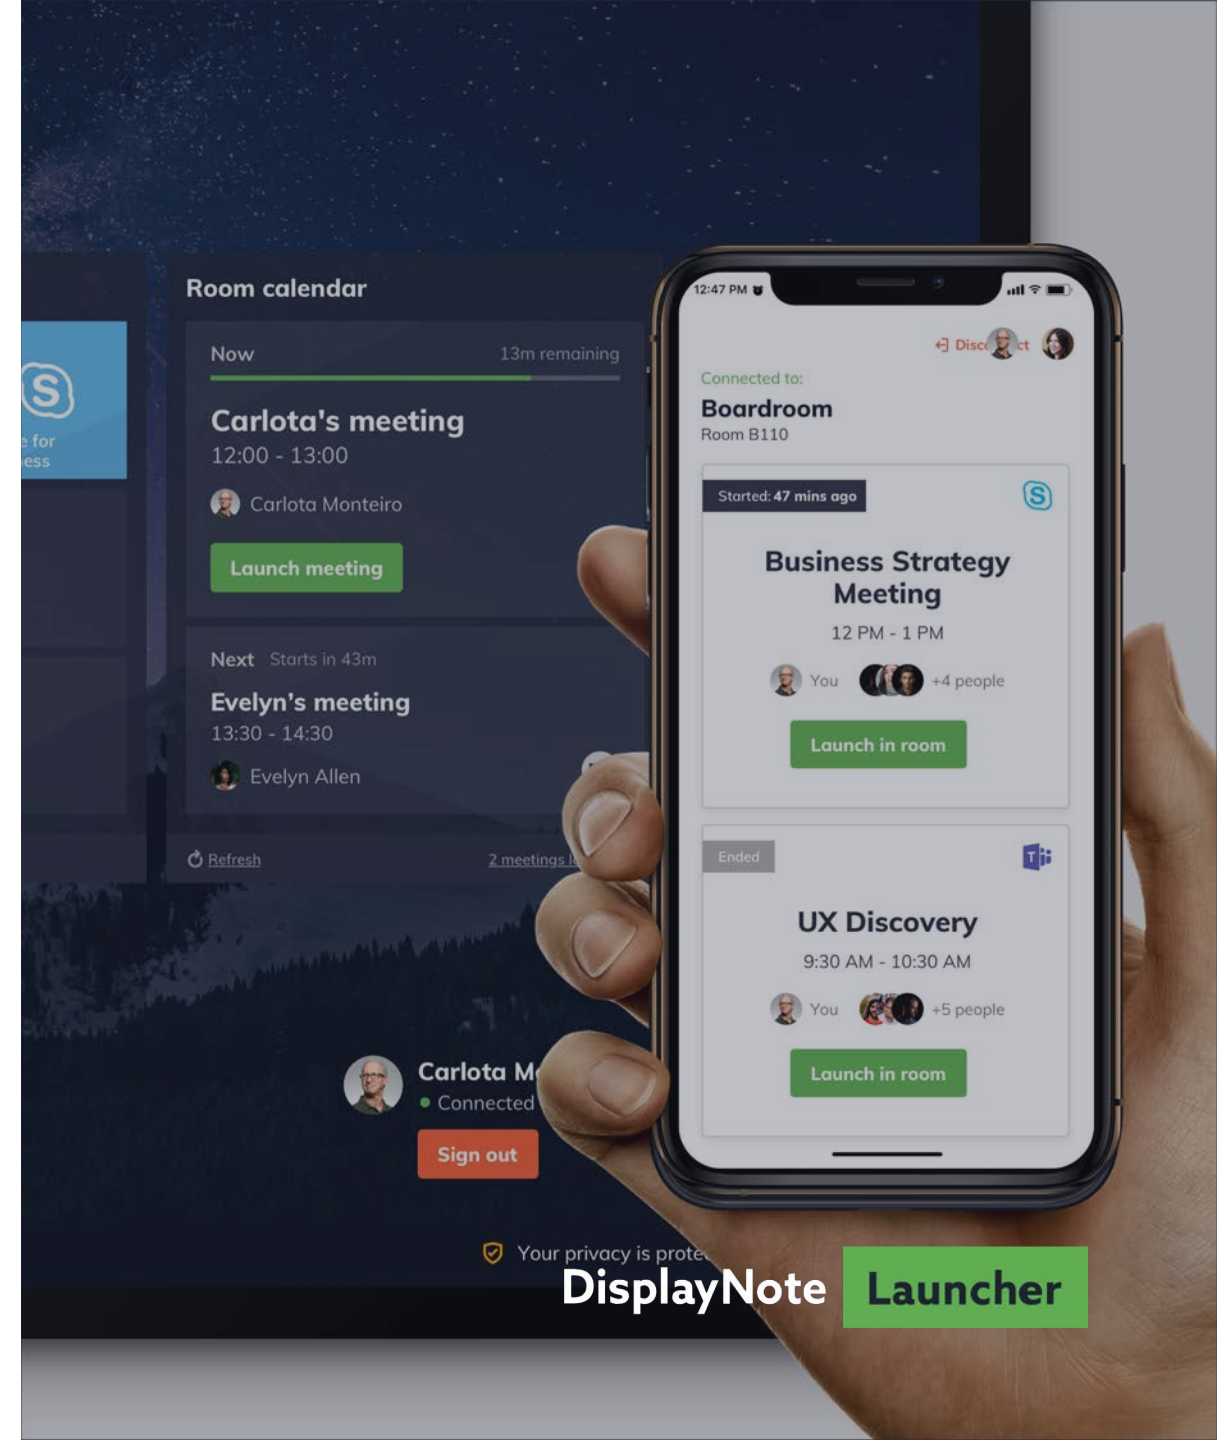 Room calendar
Now
13m remaining
Carlota's meeting
12:00 - 13:00
Carlota Monteiro
Launch meeting
Next Starts in 43m
Evelyn's meeting
13:30 - 14:30
Evelyn Allen
Refresh
2 meetings
for
Carlota
Connected
Sign out
Your privacy is
12:47 PM
Connected to:
Boardroom
Room B110
Started: 47 mins ago
S
Business Strategy
Meeting
12 PM - 1 PM
You +4 people
Launch in room
Ended
T
UX Discovery
9:30 AM - 10:30 AM
You +5 people
Launch in room
DisplayNote Launcher